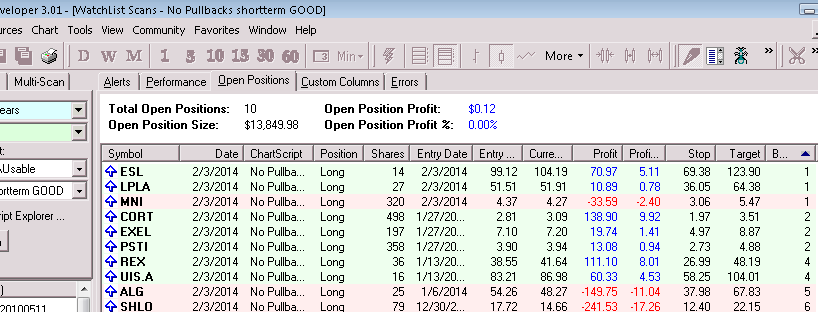 veloper 3.01 - [WatchList Scans - No Pullbacks shortterm GOOD]
urces Chart Tools View Community Window Help
D W M 1 5 10 15 30 60 Min More » »
Multi-Scan Alerts Performance Open Positions Custom Columns Errors
ears
t:
AUsable
hortterm GOOD
ript Explorer ...
)
20100511
Total Open Positions: 10 Open Position Profit: $0.12
Open Position Size: $13,849.98 Open Position Profit %: 0.00%
Symbol Date ChartScript Position Shares Entry Date Entry ... Curre... Profit Profi... Stop Target B...
ESL 2/3/2014 No Pullba... Long 14 2/3/2014 99.12 104.19 70.97 5.11 69.38 123.90 1
LPLA 2/3/2014 No Pullba... Long 27 2/3/2014 51.51 51.91 10.89 0.78 36.05 64.38 1
MNI 2/3/2014 No Pullba... Long 320 2/3/2014 4.37 4.27 -33.59 -2.40 3.06 5.47 1
CORT 2/3/2014 No Pullba... Long 498 1/27/20... 2.81 3.09 138.90 9.92 1.97 3.51 2
EXEL 2/3/2014 No Pullba... Long 197 1/27/20... 7.10 7.20 19.74 1.41 4.97 8.87 2
PSTI 2/3/2014 No Pullba... Long 358 1/27/20... 3.90 3.94 13.08 0.94 2.73 4.88 2
REX 2/3/2014 No Pullba... Long 36 1/13/20... 38.55 41.64 111.10 8.01 26.99 48.19 4
UIS.A 2/3/2014 No Pullba... Long 16 1/13/20... 83.21 86.98 60.33 4.53 58.25 104.01 4
ALG 2/3/2014 No Pullba... Long 25 1/6/2014 54.26 48.27 -149.75 -11.04 37.98 67.83 5
SHLO 2/3/2014 No Pullba... Long 79 12/30/2... 17.72 14.66 -241.53 -17.26 12.40 22.15 6